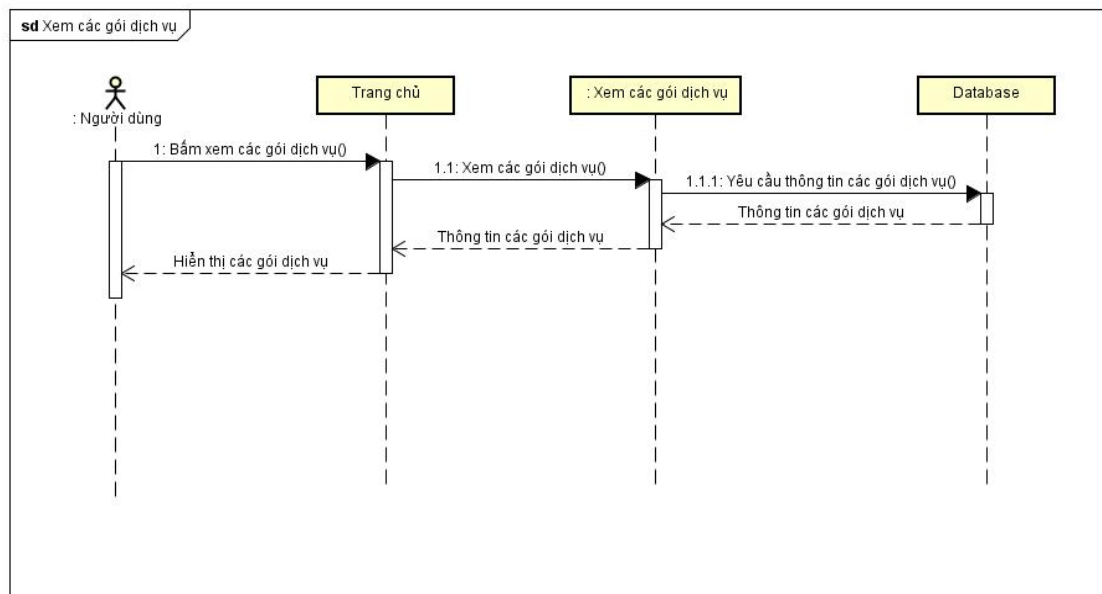 sd Xem các gói dịch vụ
Trang chủ
: Xem các gói dịch vụ
Database
: Người dùng
1: Bấm xem các gói dịch vụ()
1.1: Xem các gói dịch vụ()
1.1.1: Yêu cầu thông tin các gói dịch vụ()
Thông tin các gói dịch vụ
Thông tin các gói dịch vụ
Hiển thị các gói dịch vụ